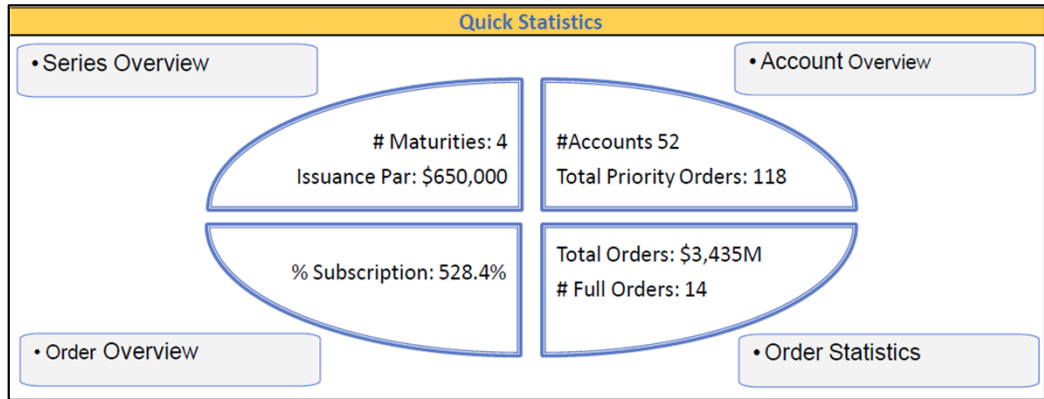 Quick Statistics
• Series Overview
• Account Overview
# Maturities: 4
Issuance Par: $650,000
#Accounts 52
Total Priority Orders: 118
% Subscription: 528.4%
Total Orders: $3,435M
# Full Orders: 14
• Order Overview
• Order Statistics